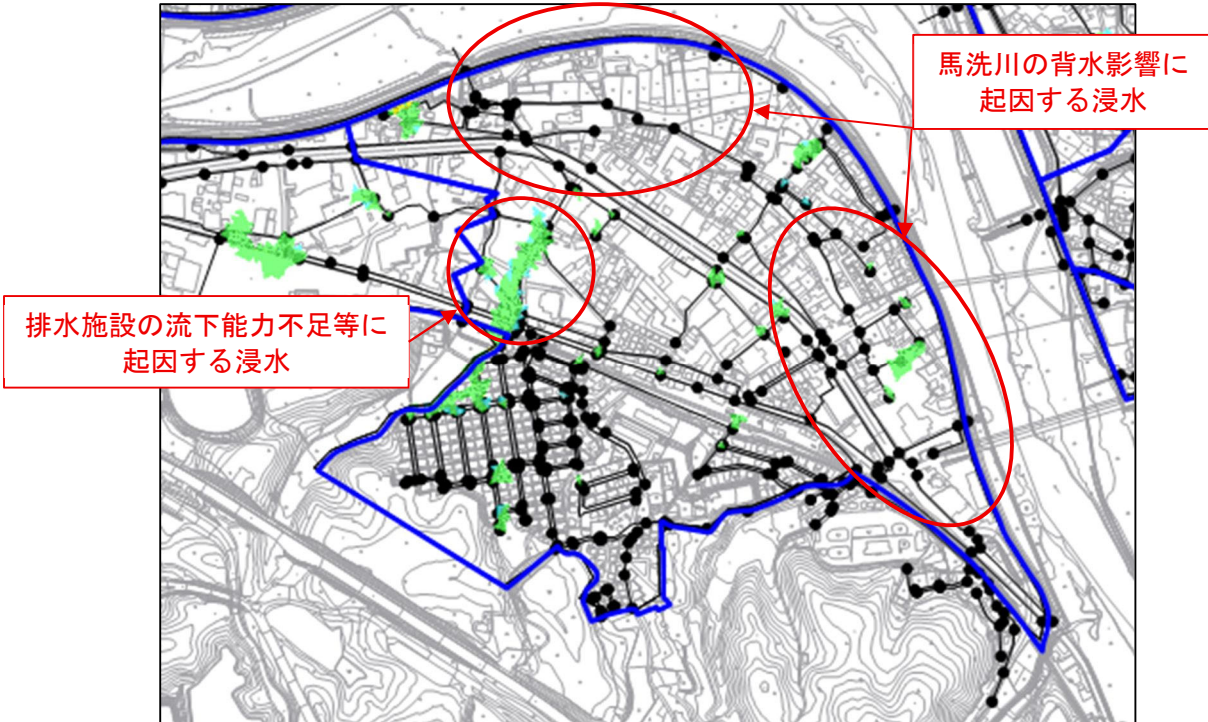 馬洗川の背水影響に
起因する浸水
排水施設の流下能力不足等に
起因する浸水